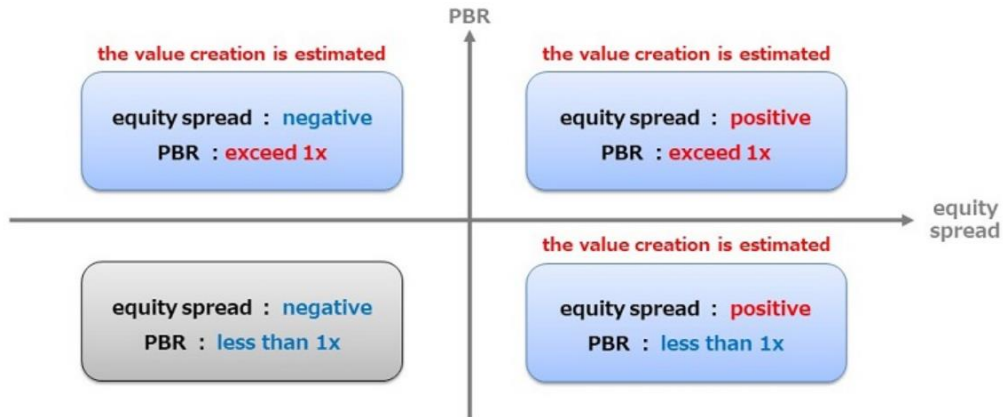 PBR
the value creation is estimated
equity spread : negative
PBR : exceed 1x
the value creation is estimated
equity spread : positive
PBR : exceed 1x
equity
spread
equity spread : negative
PBR : less than 1x
the value creation is estimated
equity spread : positive
PBR : less than 1x